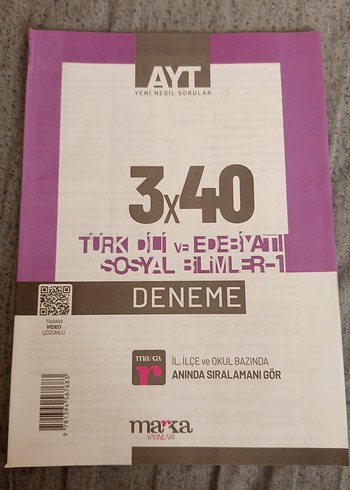 AYT
YENİ NESİL SORULAR
3x40
TÜRK DİLİ VE EDEBİYATI
SOSYAL BİLİMLER-1
DENEME
TAMAMI
VİDEO
ÇÖZÜMLÜ
marka
r
İL, İLÇE ve OKUL BAZINDA
ANINDA SIRALAMANI GÖR
marka
YAYINLARI